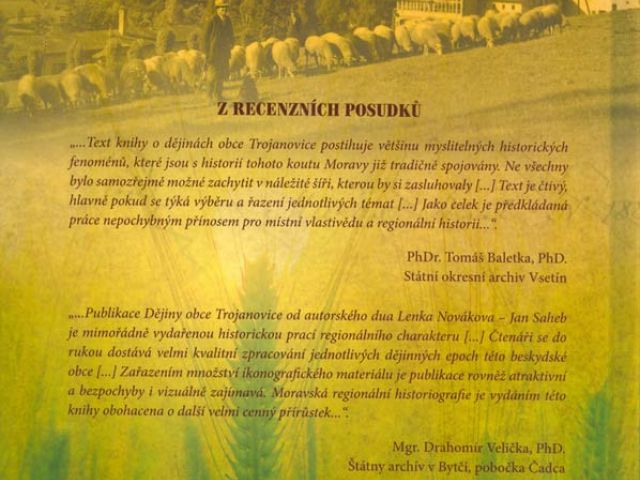 Z RECENZNÍCH POSUDKŮ
„...Text knihy o dějinách obce Trojanovice postihuje většinu myslitelných historických
fenoménů, které jsou s historií tohoto koutu Moravy již tradičně spojovány. Ne všechny
bylo samozřejmě možné zachytit v náležité šíři, kterou by si zasluhovaly [...] Text je čtivý,
hlavně pokud se týká výběru a řazení jednotlivých témat [...] Jako celek je předkládaná
práce nepochybným přínosem pro místní vlastivědu a regionální historii...“.
PhDr. Tomáš Baletka, PhD.
Státní okresní archiv Vsetín
„...Publikace Dějiny obce Trojanovice od autorského dua Lenka Nováková – Jan Saheb
je mimořádně vydařenou historickou prací regionálního charakteru [...] Čtenáři se do
rukou dostává velmi kvalitní zpracování jednotlivých dějinných epoch této beskydské
obce [...] Zařazením množství ikonografického materiálu je publikace rovněž atraktivní
a bezpochyby i vizuálně zajímavá. Moravská regionální historiografie je vydáním této
knihy obohacena o další velmi cenný přírůstek...“.
Mgr. Drahomír Velička, PhD.
Štátny archív v Bytči, pobočka Čadca